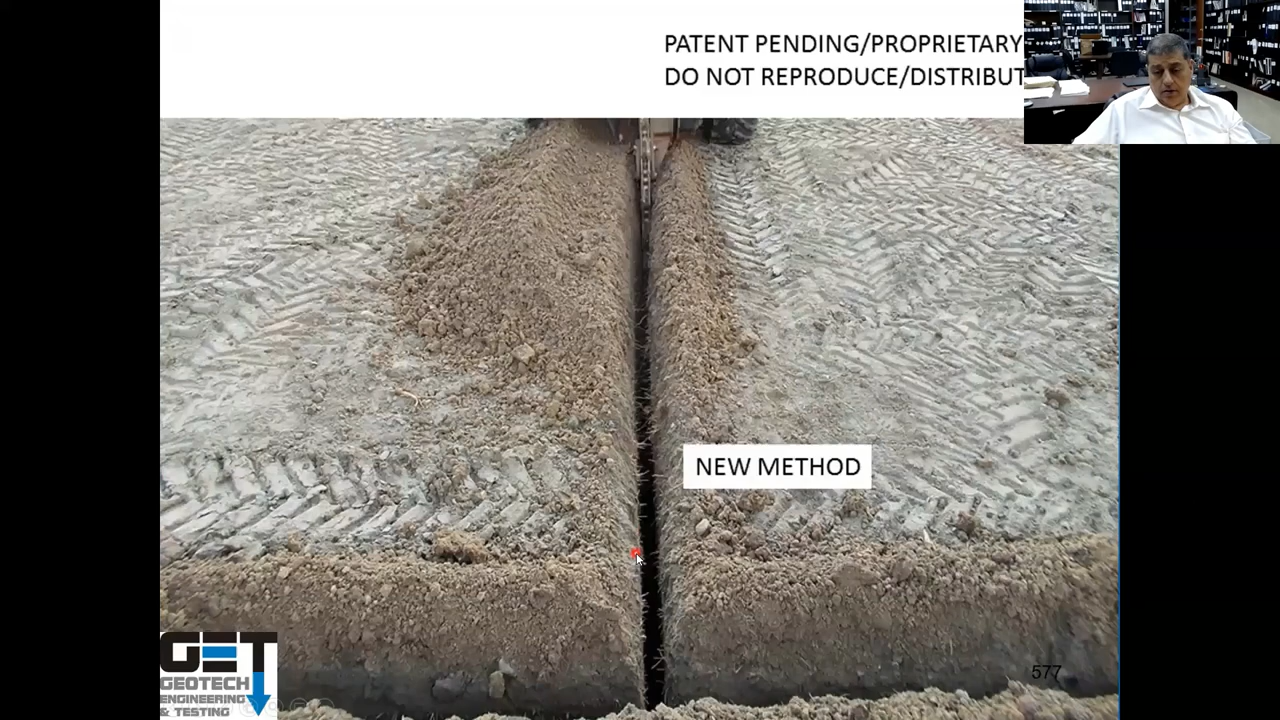 PATENT PENDING/PROPRIETARY
DO NOT REPRODUCE/DISTRIBUT
NEW METHOD
577
GET
GEOTECH
ENGINEERING
& TESTING